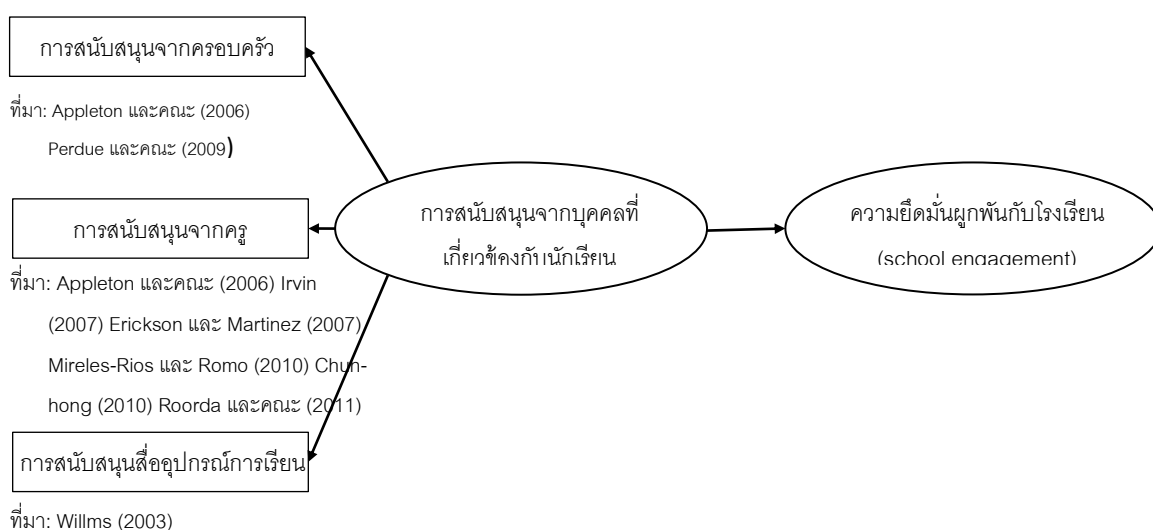 การสนับสนุนจากครอบครัว
ที่มา: Appleton และคณะ (2006)
Perdue และคณะ (2009)
การสนับสนุนจากครู
ที่มา: Appleton และคณะ (2006) Irvin
(2007) Erickson และ Martinez (2007)
Mireles-Rios และ Romo (2010) Chun-
hong (2010) Roorda และคณะ (2011)
การสนับสนุนสื่ออุปกรณ์การเรียน
ที่มา: Willms (2003)
การสนับสนุนจากบุคคลที่
เกี่ยวข้องกับนักเรียน
ความยึดมั่นผูกพันกับโรงเรียน
(school engagement)